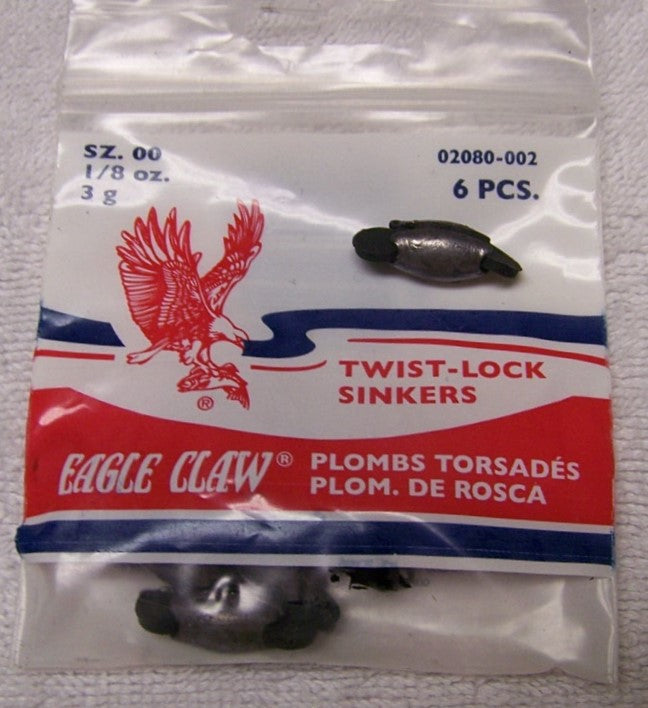 SZ. 00
1/8 oz.
3 g
02080-002
6 PCS.
TWIST-LOCK
SINKERS
®
EAGLE CLAW®
PLOMBS TORSADÉS
PLOM. DE ROSCA